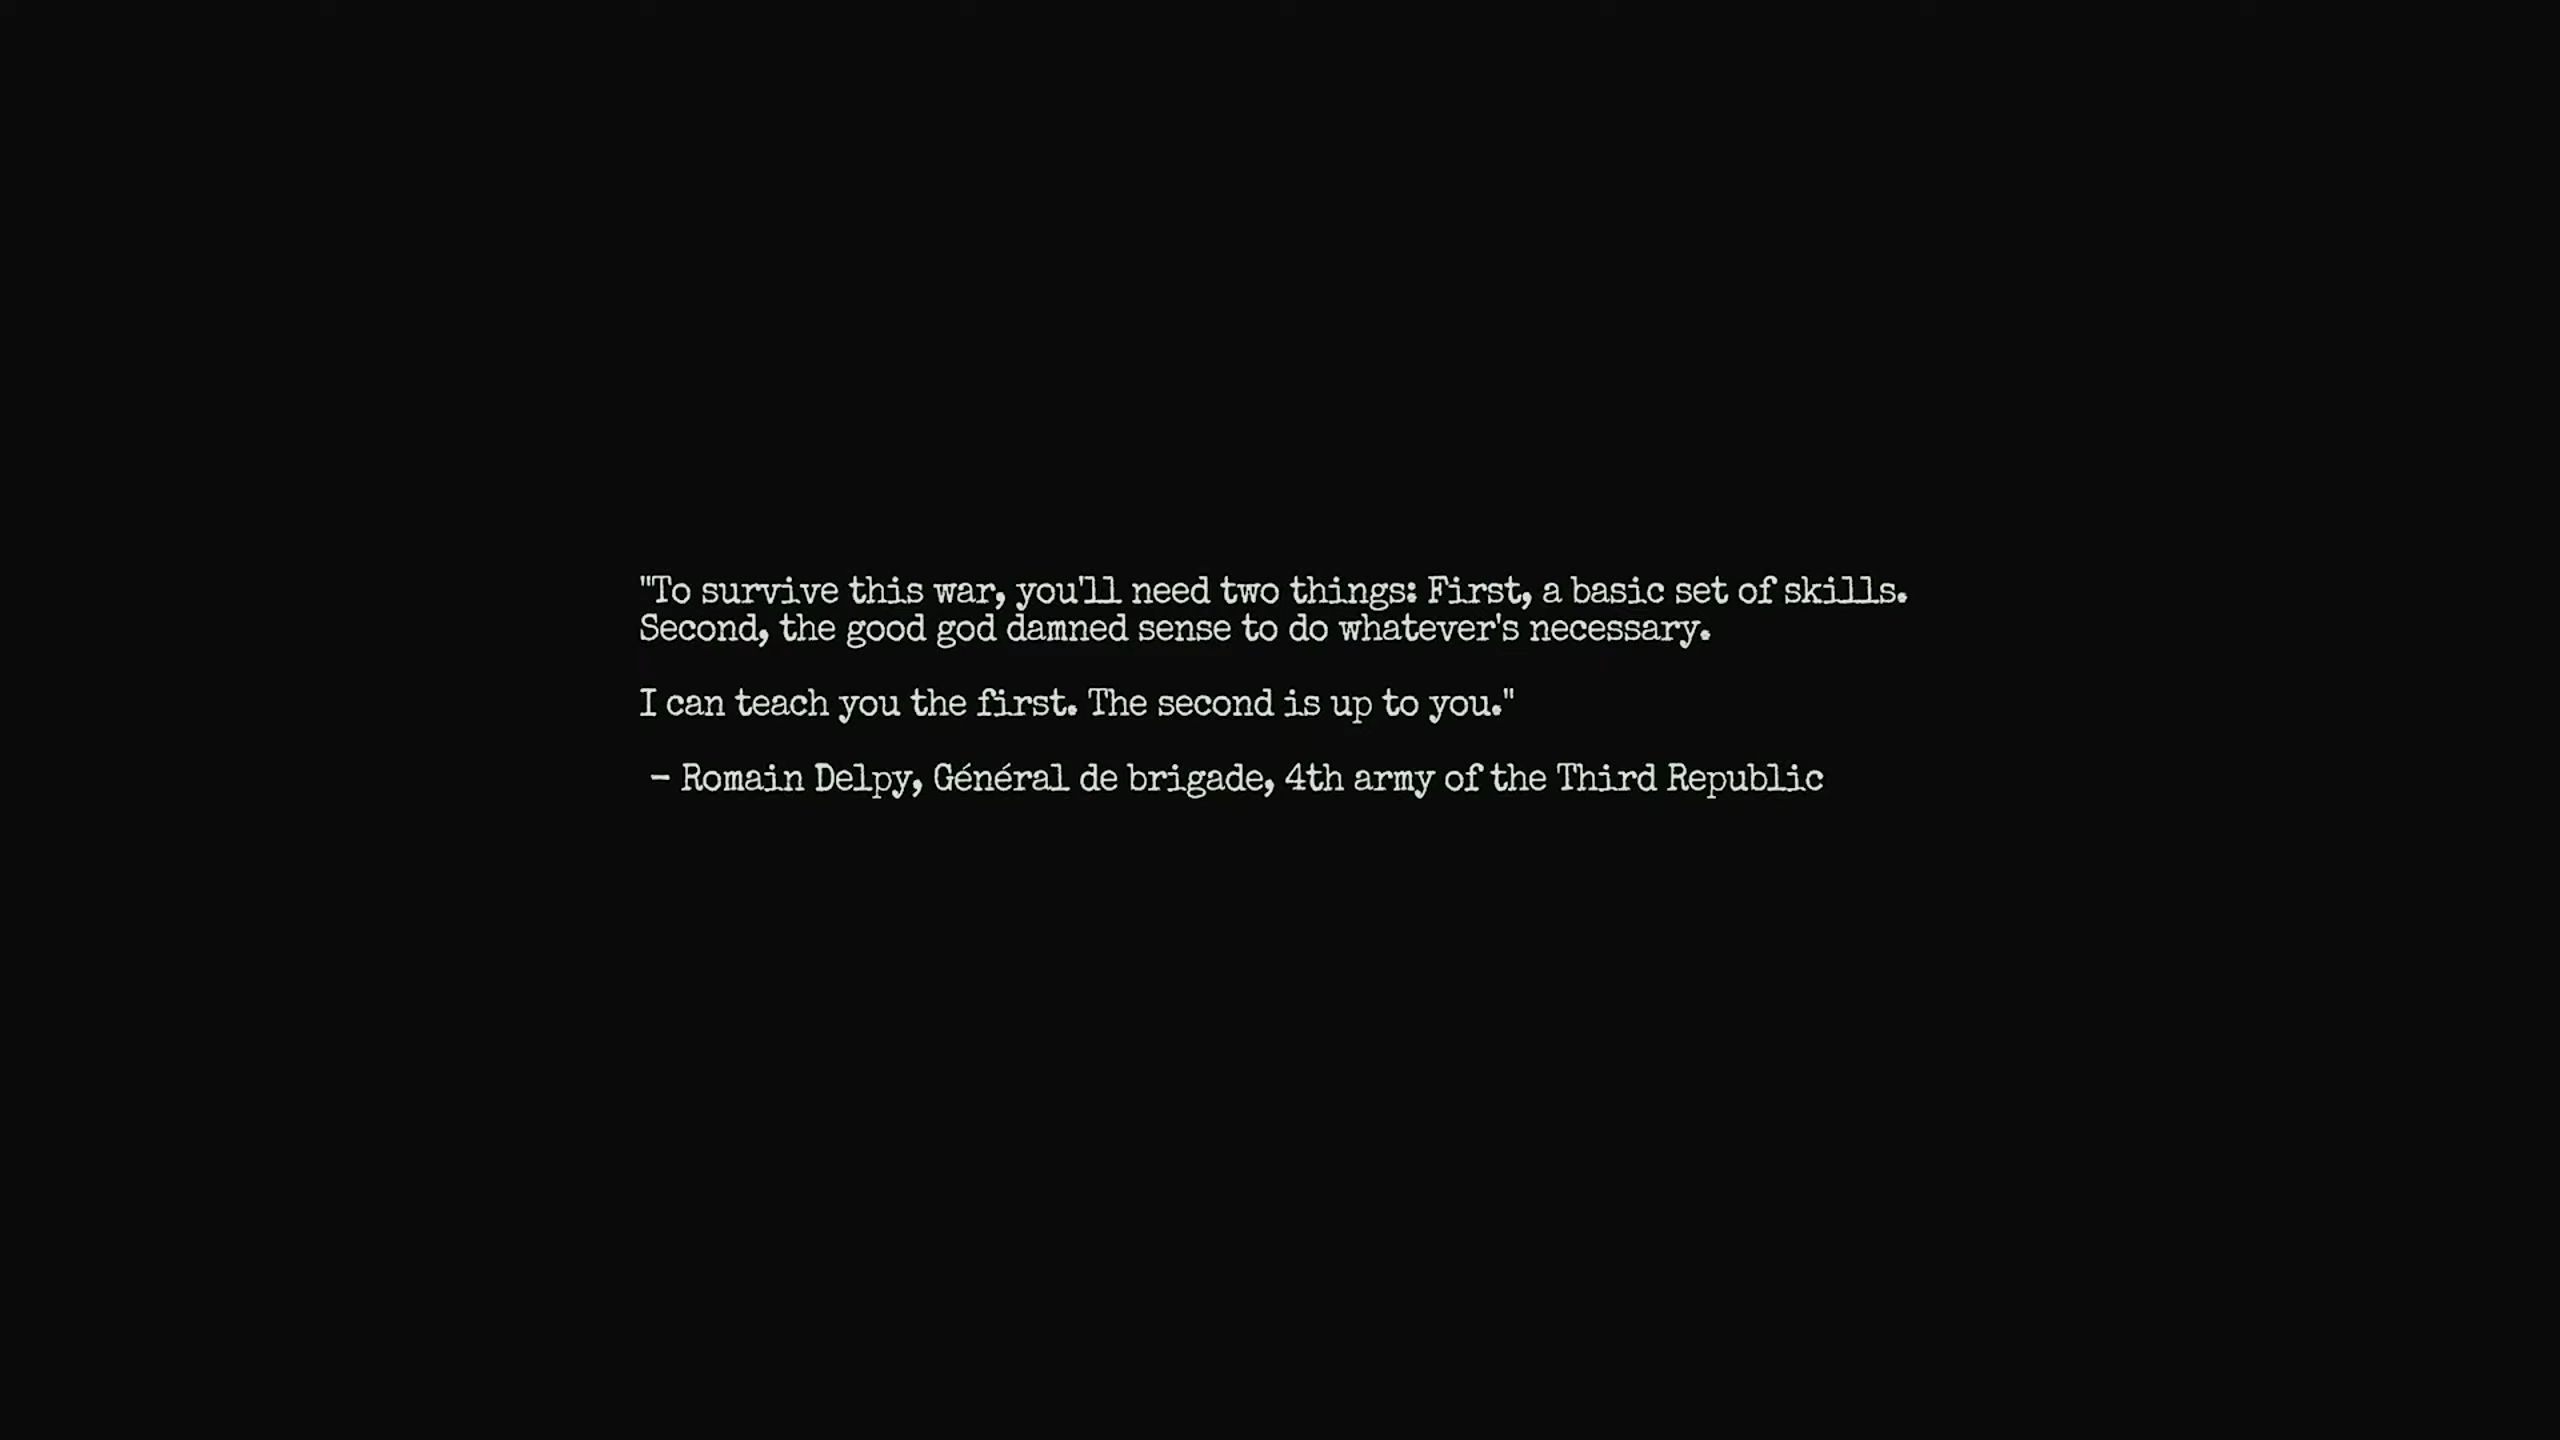 "To survive this war, you'll need two things: First, a basic set of skills.
Second, the good god damned sense to do whatever's necessary.
I can teach you the first. The second is up to you."
- Romain Delpy, Général de brigade, 4th army of the Third Republic